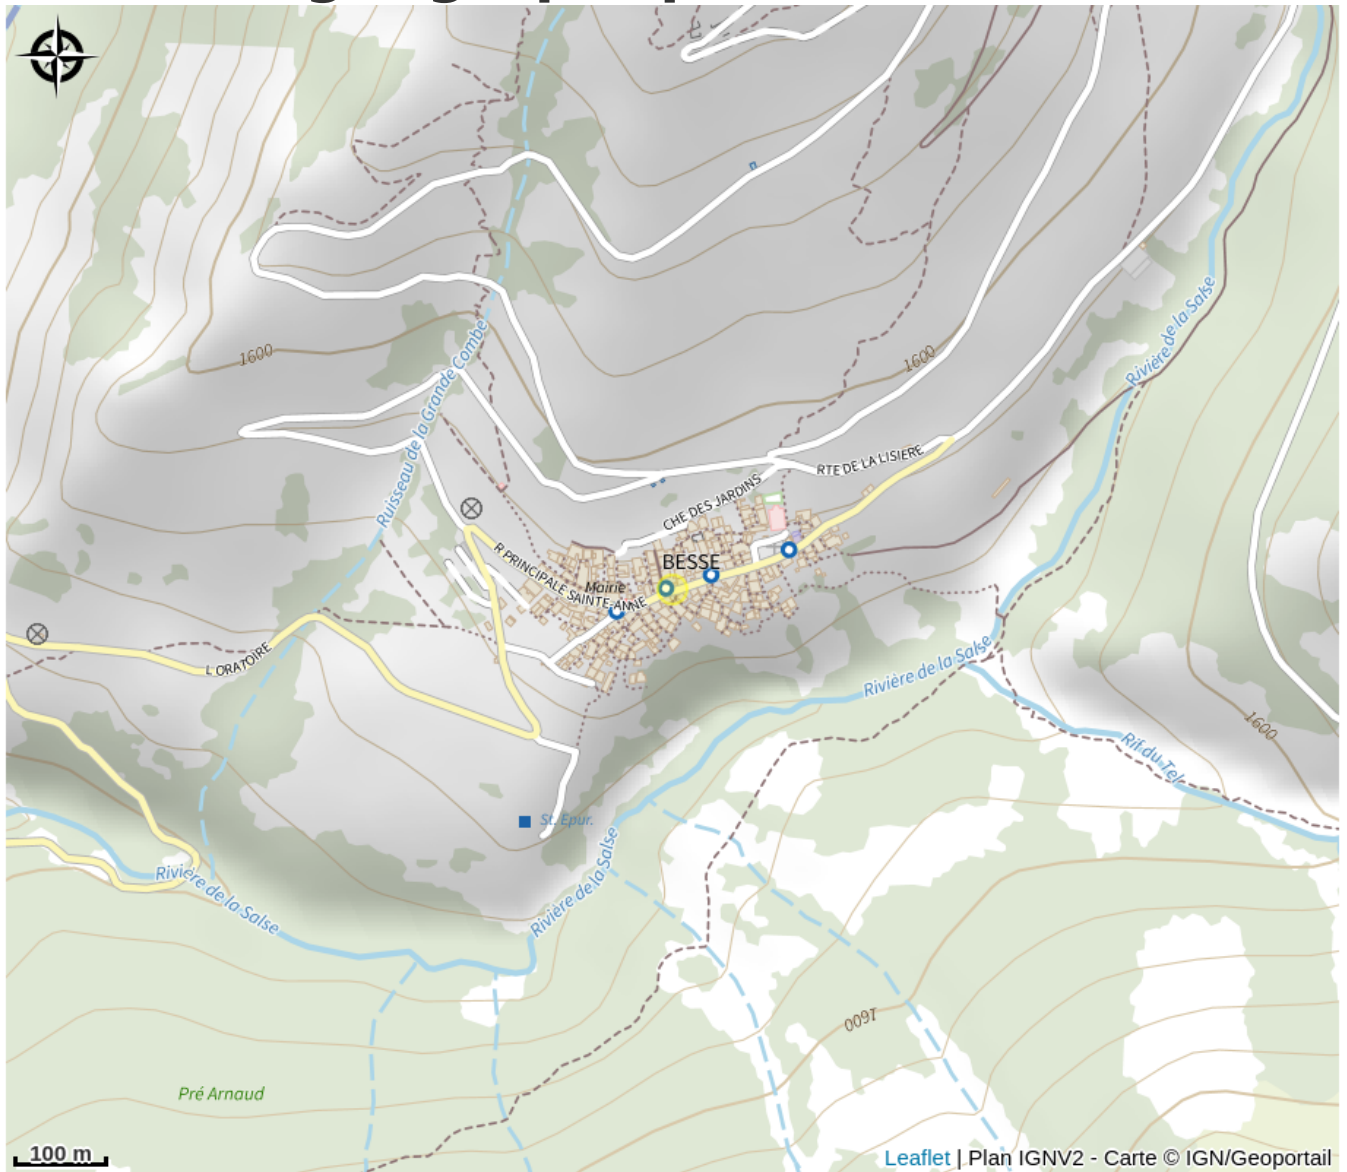 1600
1600
Rivière de la Salse
Ruisseau de la Grande Combe
RTE DE LA LISIERE
CHE DES JARDINS
R PRINCIPALE SAINTE-ANNE
BESSE
Mairie
L ORATOIRE
Rivière de la Salse
1600
Rif du Tel
St. Epur.
Rivière de la Salse
Rivière de la Salse
1600
Pré Arnaud
100 m
Leaflet | Plan IGNV2 - Carte © IGN/Geoportail